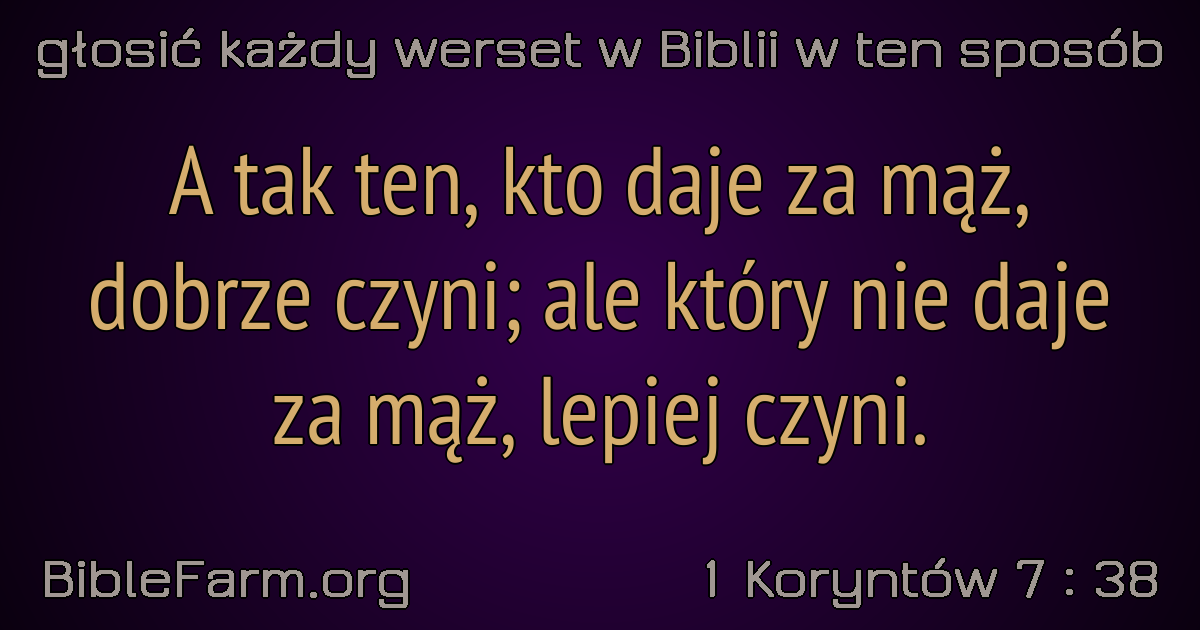 głosić każdy werset w Biblii w ten sposób
A tak ten, kto daje za mąż,
dobrze czyni; ale który nie daje
za mąż, lepiej czyni.
BibleFarm.org
1 Koryntów 7 : 38